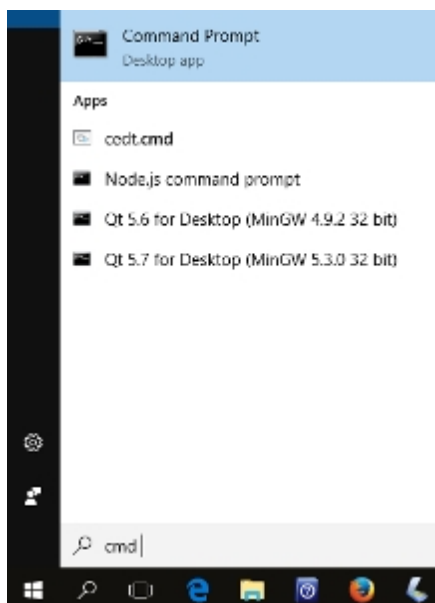 Command Prompt
Desktop app
Apps
cedt.cmd
Node.js command prompt
Qt 5.6 for Desktop (MinGW 4.9.2 32 bit)
Qt 5.7 for Desktop (MinGW 5.3.0 32 bit)
cmd